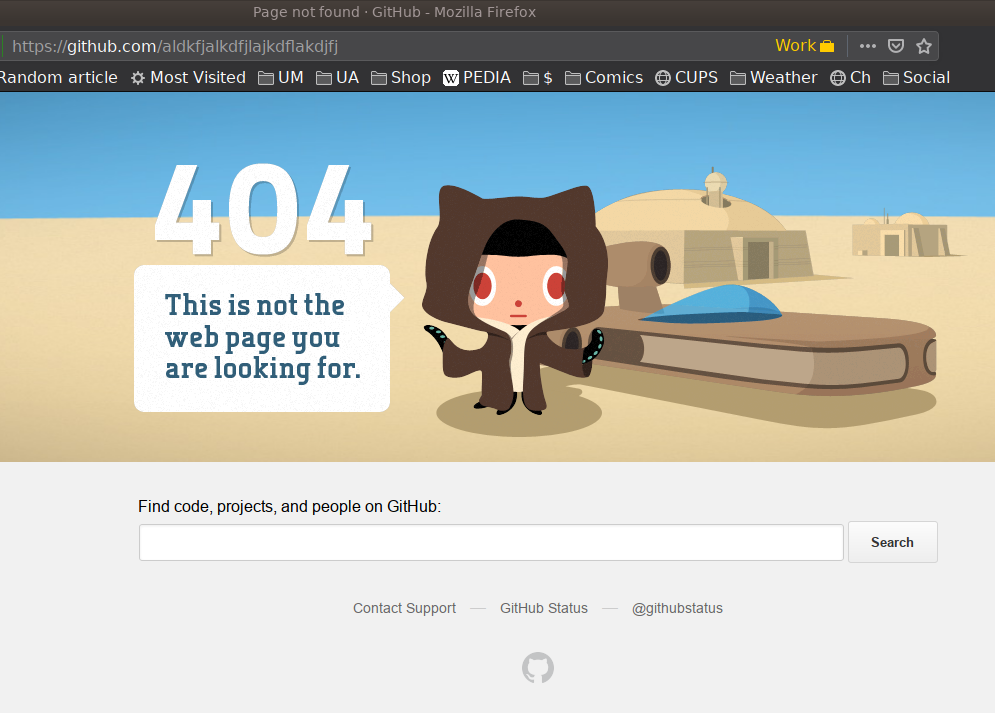 Page not found · GitHub - Mozilla Firefox
https://github.com/aldkfjalkdfjlajkdflakdjfj Work
Random article Most Visited UM UA Shop W PEDIA $ Comics CUPS Weather Ch Social
404
This is not the
web page you
are looking for.
Find code, projects, and people on GitHub:
Search
Contact Support — GitHub Status — @githubstatus